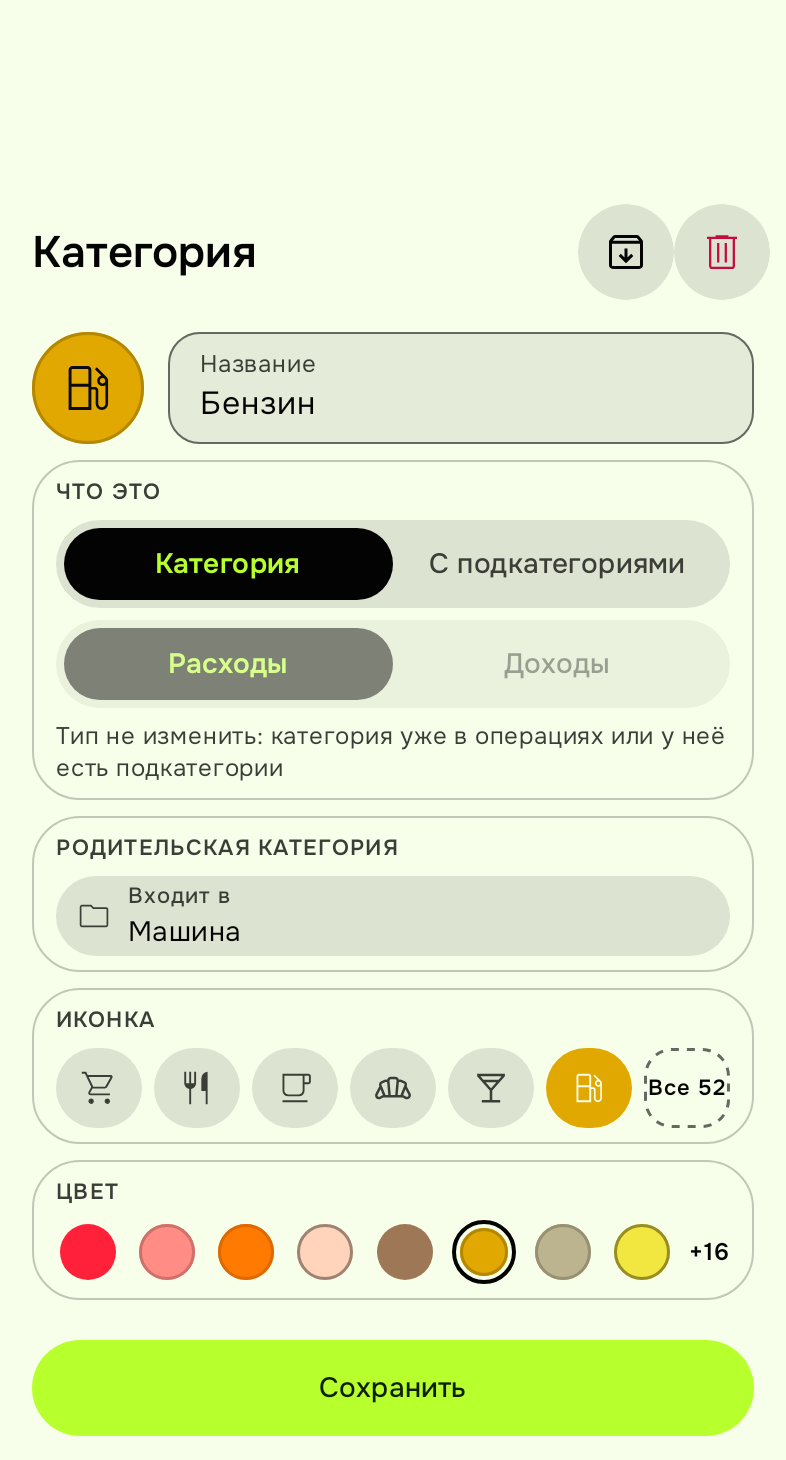 Категория
Название
Бензин
ЧТО ЭТО
Категория
С подкатегориями
Расходы
Доходы
Тип не изменить: категория уже в операциях или у неё
есть подкатегории
РОДИТЕЛЬСКАЯ КАТЕГОРИЯ
Входит в
Машина
ИКОНКА
Все 52
ЦВЕТ
+16
Сохранить